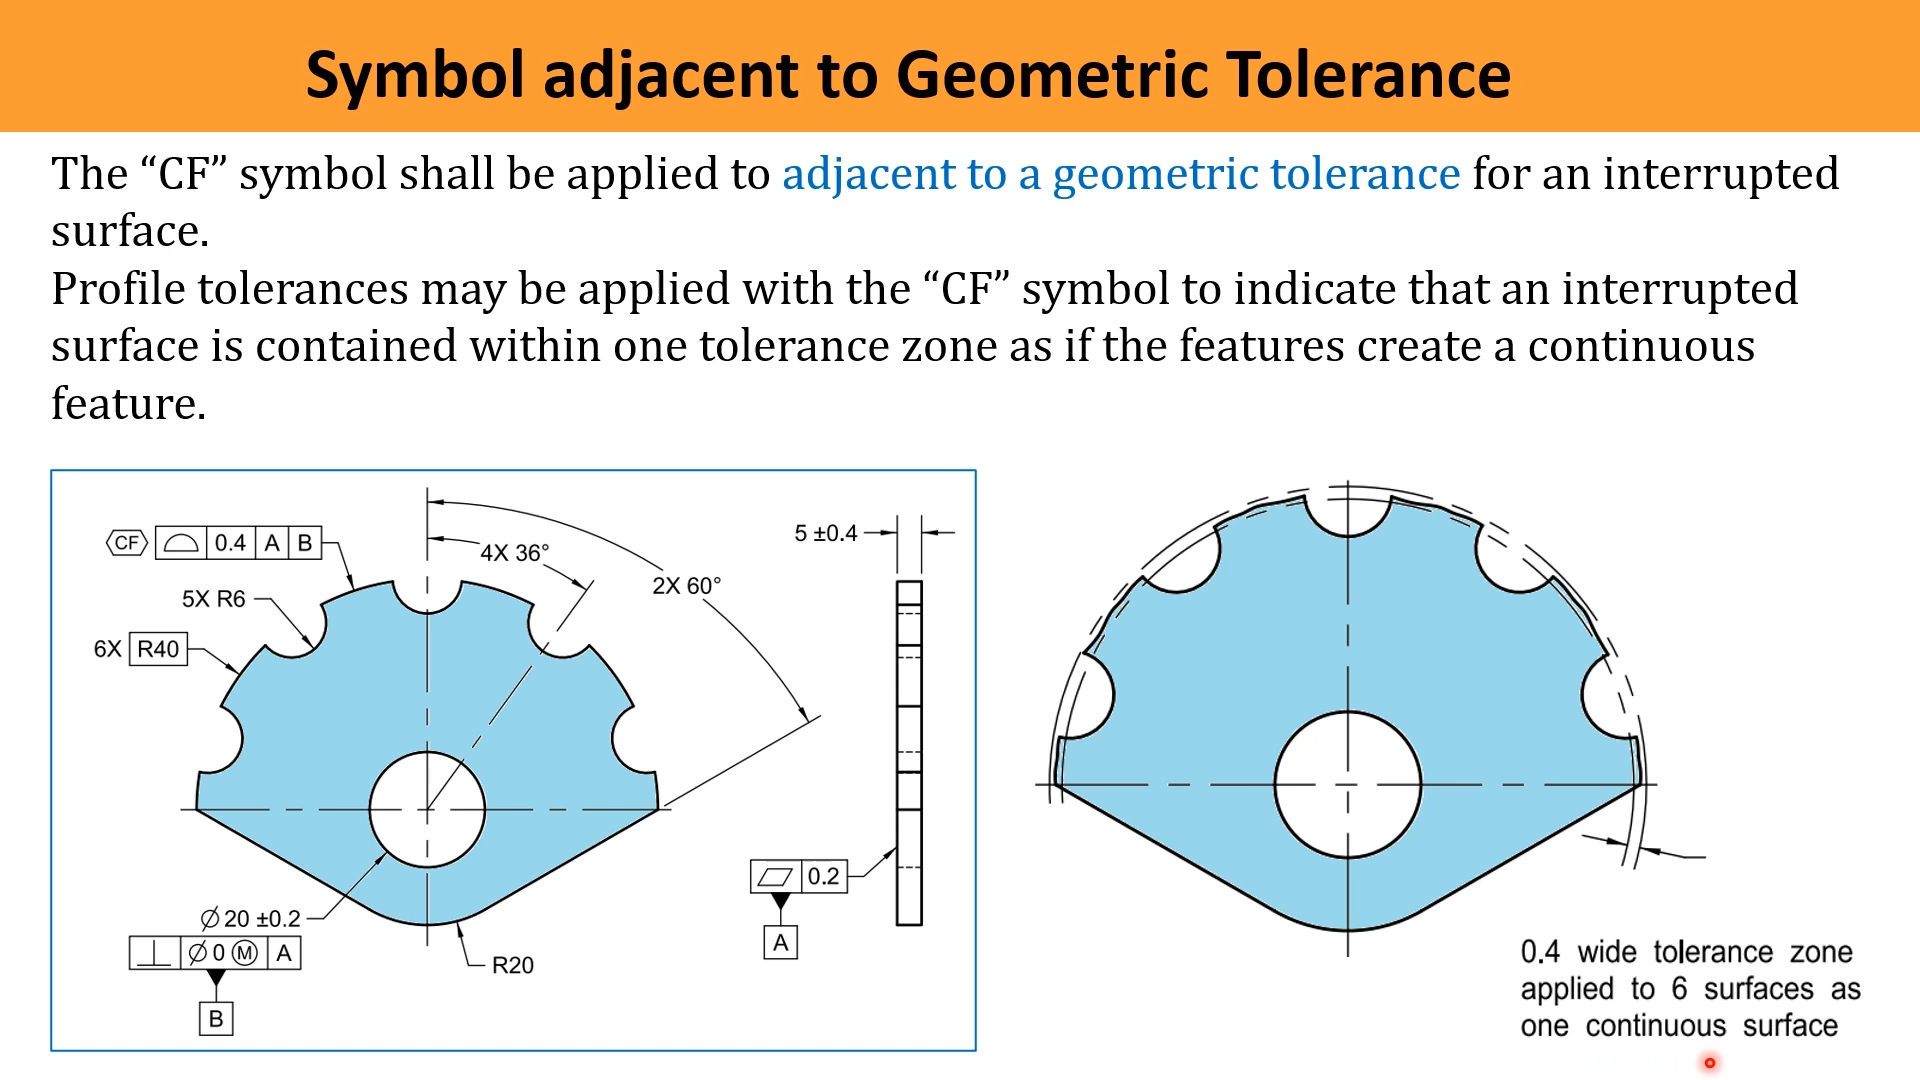 Symbol adjacent to Geometric Tolerance
The “CF” symbol shall be applied to adjacent to a geometric tolerance for an interrupted
surface.
Profile tolerances may be applied with the “CF” symbol to indicate that an interrupted
surface is contained within one tolerance zone as if the features create a continuous
feature.
CF 0.4 A B
4X 36°
5 ±0.4
2X 60°
5X R6
6X R40
0.2
A
⌀20 ±0.2
⟂ ⌀0 Ⓜ A
B
R20
0.4 wide tolerance zone
applied to 6 surfaces as
one continuous surface